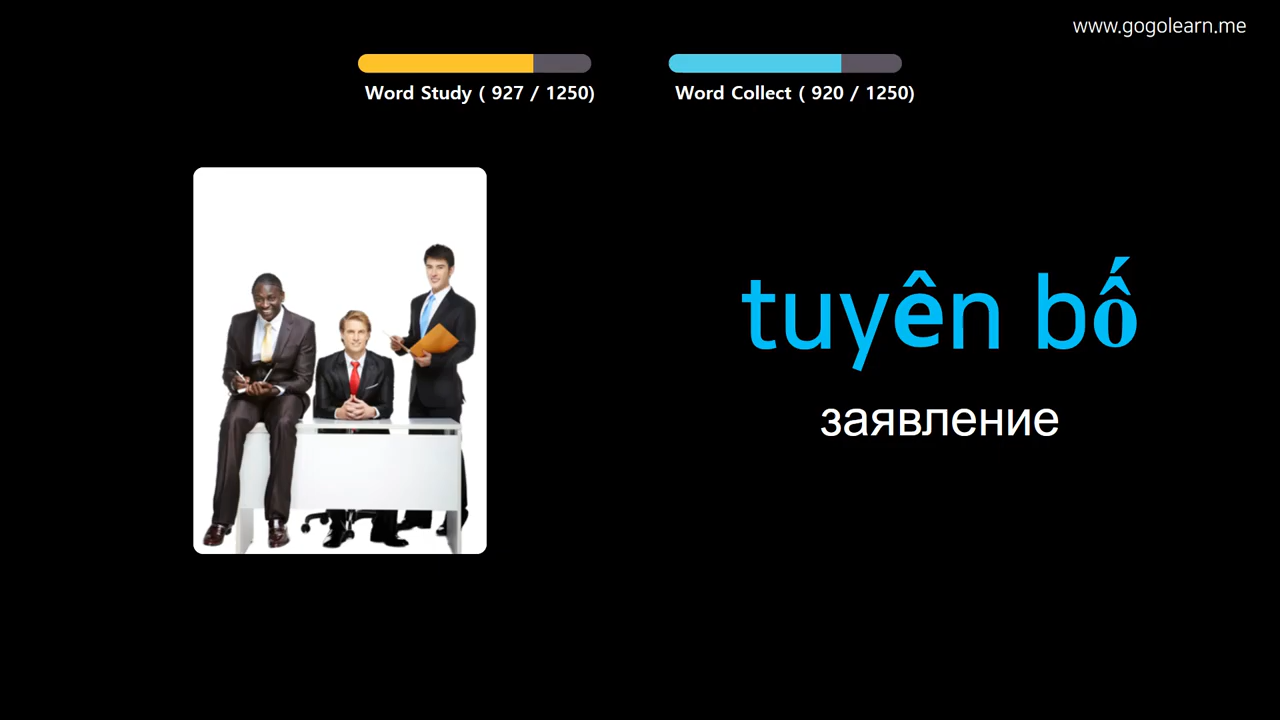 www.gogolearn.me
Word Study ( 927 / 1250)
Word Collect ( 920 / 1250)
tuyên bố
заявление